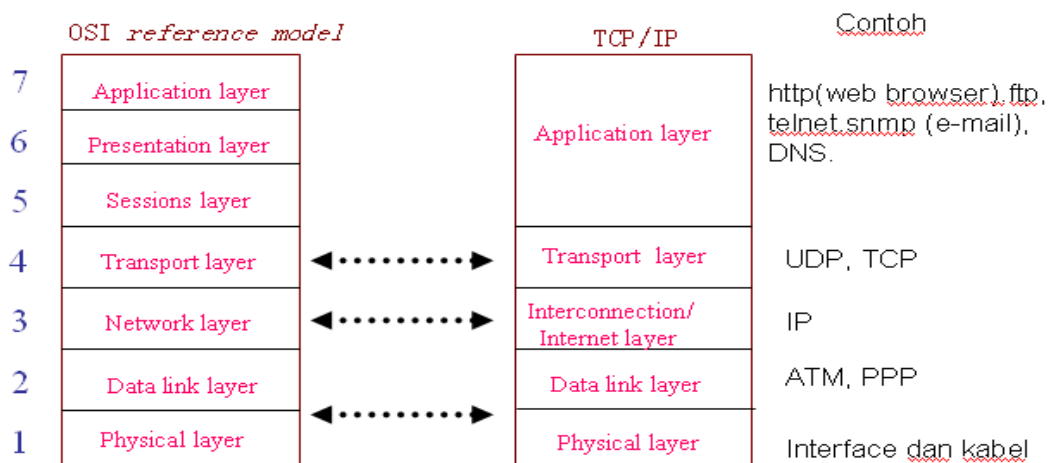 OSI reference model
TCP/IP
Contoh
7
Application layer
6
Presentation layer
5
Sessions layer
4
Transport layer
3
Network layer
2
Data link layer
1
Physical layer
Application layer
Transport layer
Interconnection/
Internet layer
Data link layer
Physical layer
http(web browser),ftp,
telnet,snmp (e-mail),
DNS.
UDP, TCP
IP
ATM, PPP
Interface dan kabel